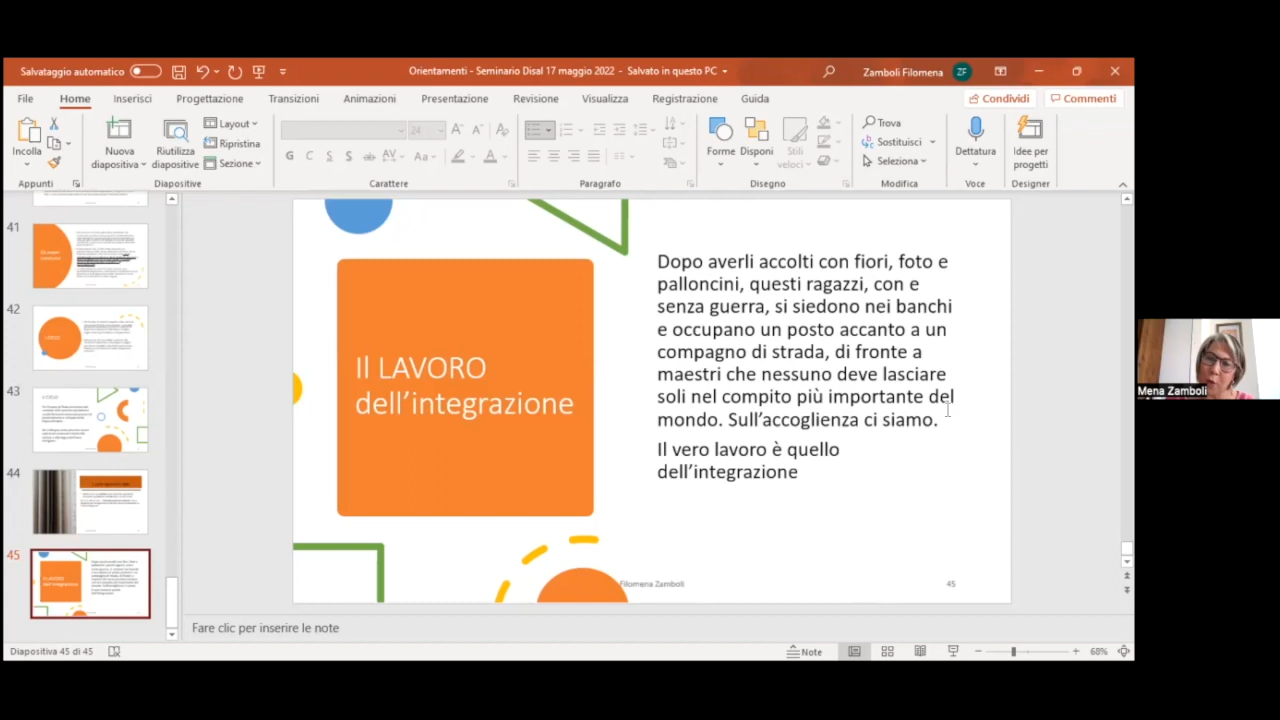 Salvataggio automatico
Orientamenti - Seminario Disal 17 maggio 2022 - Salvato in questo PC
Zamboli Filomena
ZF
File Home Inserisci Progettazione Transizioni Animazioni Presentazione Revisione Visualizza Registrazione Guida
Condividi
Commenti
Incolla
Nuova
diapositiva
Riutilizza
diapositive
Layout
Ripristina
Sezione
24
G C S S ab AV Aa A
Forme
Disponi
Stili
veloci
Trova
Sostituisci
Seleziona
Dettatura
Idee per
progetti
Appunti
Diapositive
Carattere
Paragrafo
Disegno
Modifica
Voce
Designer
41
42
43
44
45
Il LAVORO
dell'integrazione
Dopo averli accolti con fiori, foto e
palloncini, questi ragazzi, con e
senza guerra, si siedono nei banchi
e occupano un posto accanto a un
compagno di strada, di fronte a
maestri che nessuno deve lasciare
soli nel compito più importante del
mondo. Sull'accoglienza ci siamo.
Il vero lavoro è quello
dell'integrazione
Filomena Zamboli
45
Mena Zamboli
Fare clic per inserire le note
Diapositiva 45 di 45
Note
68%